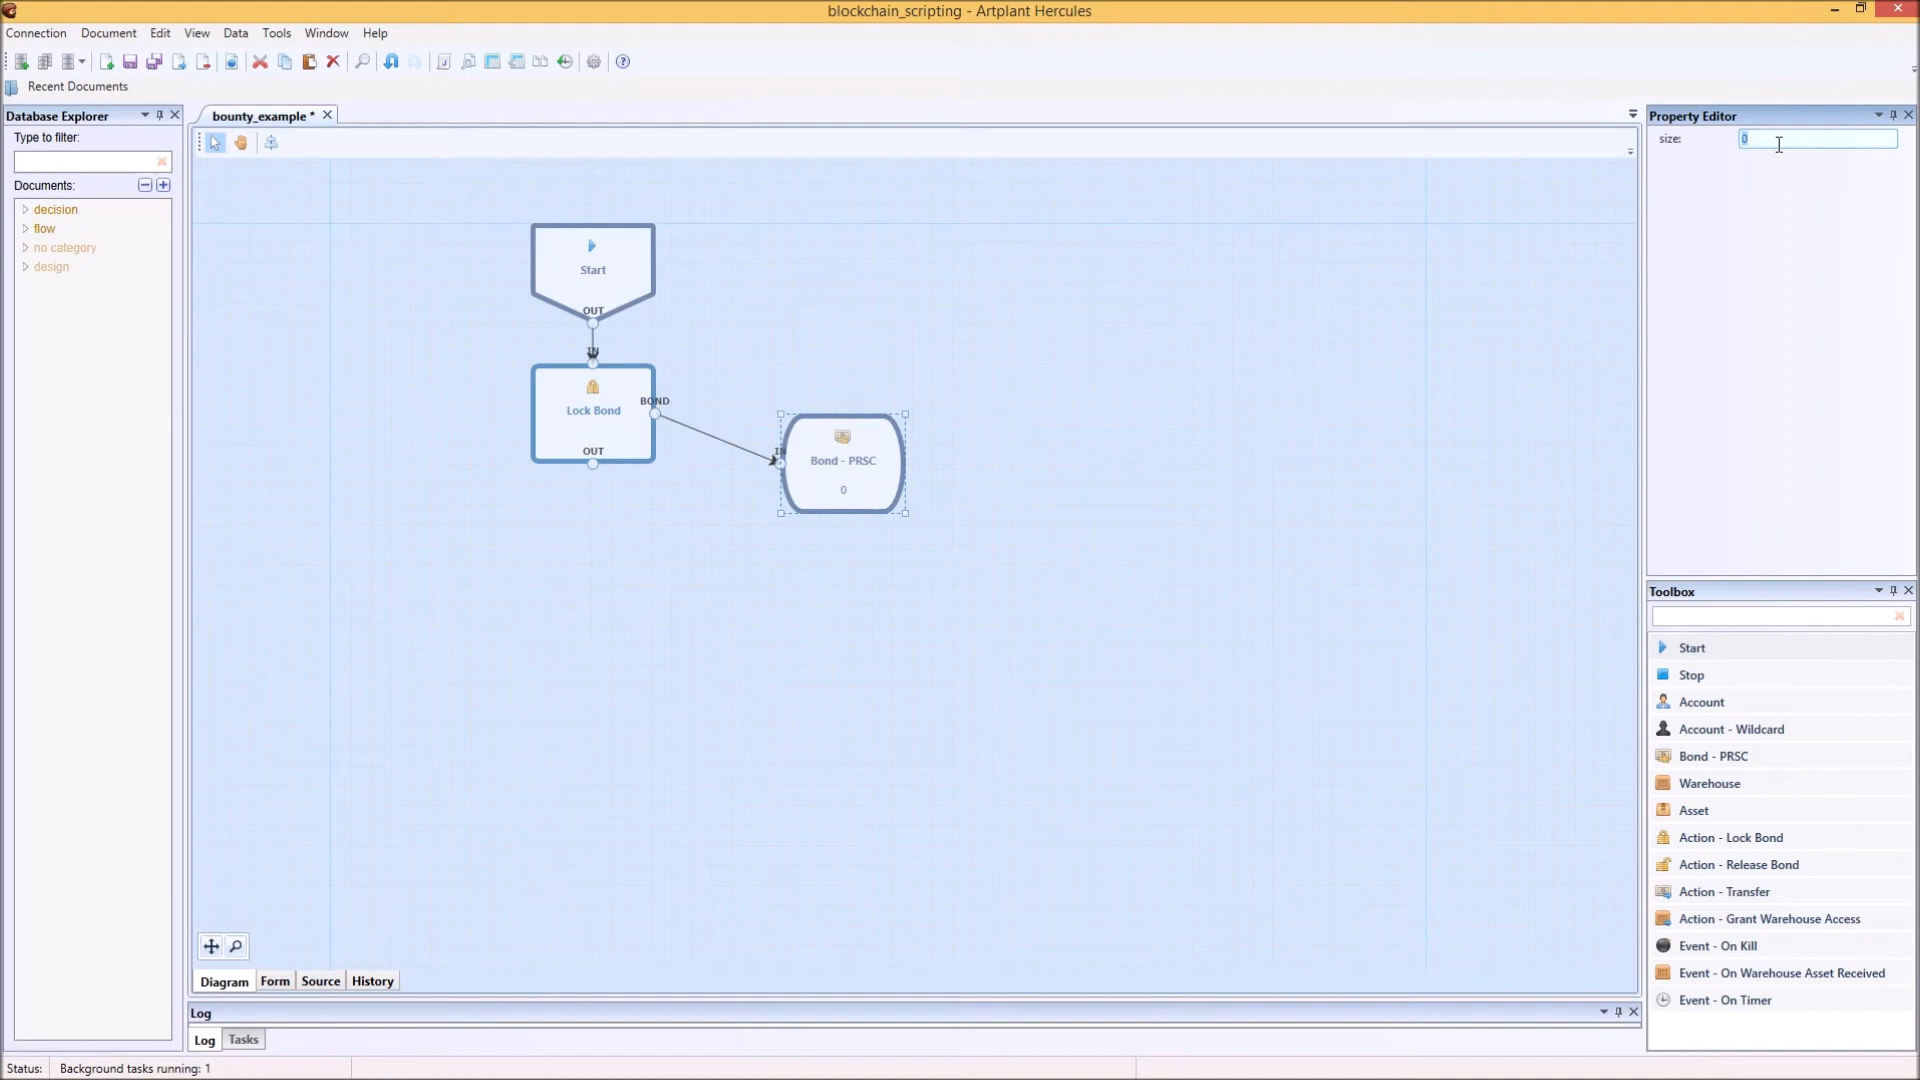 blockchain_scripting - Artplant Hercules
Connection Document Edit View Data Tools Window Help
Recent Documents
Database Explorer
Type to filter:
Documents:
decision
flow
no category
design
bounty_example *
Start
OUT
IN
Lock Bond
BOND
OUT
IN
Bond - PRSC
0
Diagram Form Source History
Log
Log Tasks
Status: Background tasks running: 1
Property Editor
size: 0
Toolbox
Start
Stop
Account
Account - Wildcard
Bond - PRSC
Warehouse
Asset
Action - Lock Bond
Action - Release Bond
Action - Transfer
Action - Grant Warehouse Access
Event - On Kill
Event - On Warehouse Asset Received
Event - On Timer